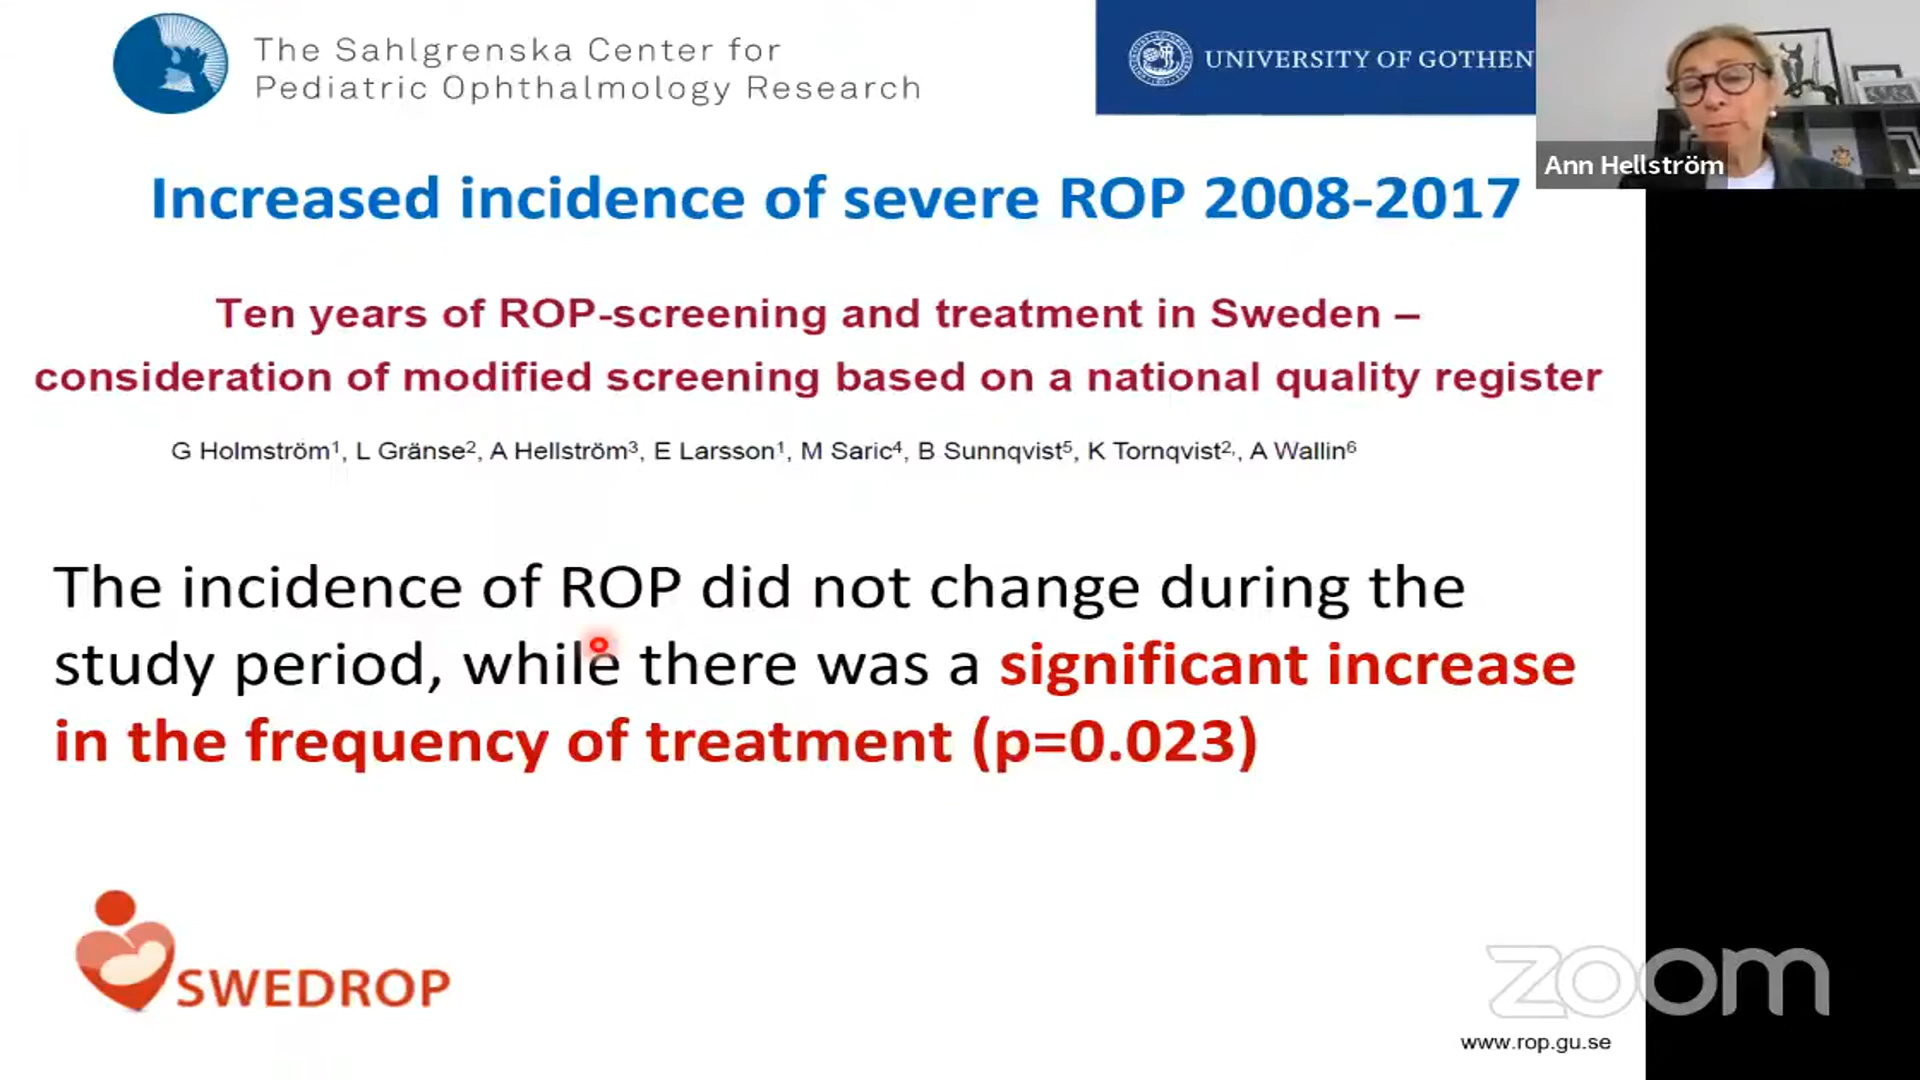 The Sahlgrenska Center for
Pediatric Ophthalmology Research
UNIVERSITY OF GOTHEN
Ann Hellström
Increased incidence of severe ROP 2008-2017
Ten years of ROP-screening and treatment in Sweden –
consideration of modified screening based on a national quality register
G Holmström¹, L Gränse², A Hellström³, E Larsson¹, M Saric⁴, B Sunnqvist⁵, K Tornqvist²,, A Wallin⁶
The incidence of ROP did not change during the
study period, while there was a significant increase
in the frequency of treatment (p=0.023)
SWEDROP
zoom
www.rop.gu.se